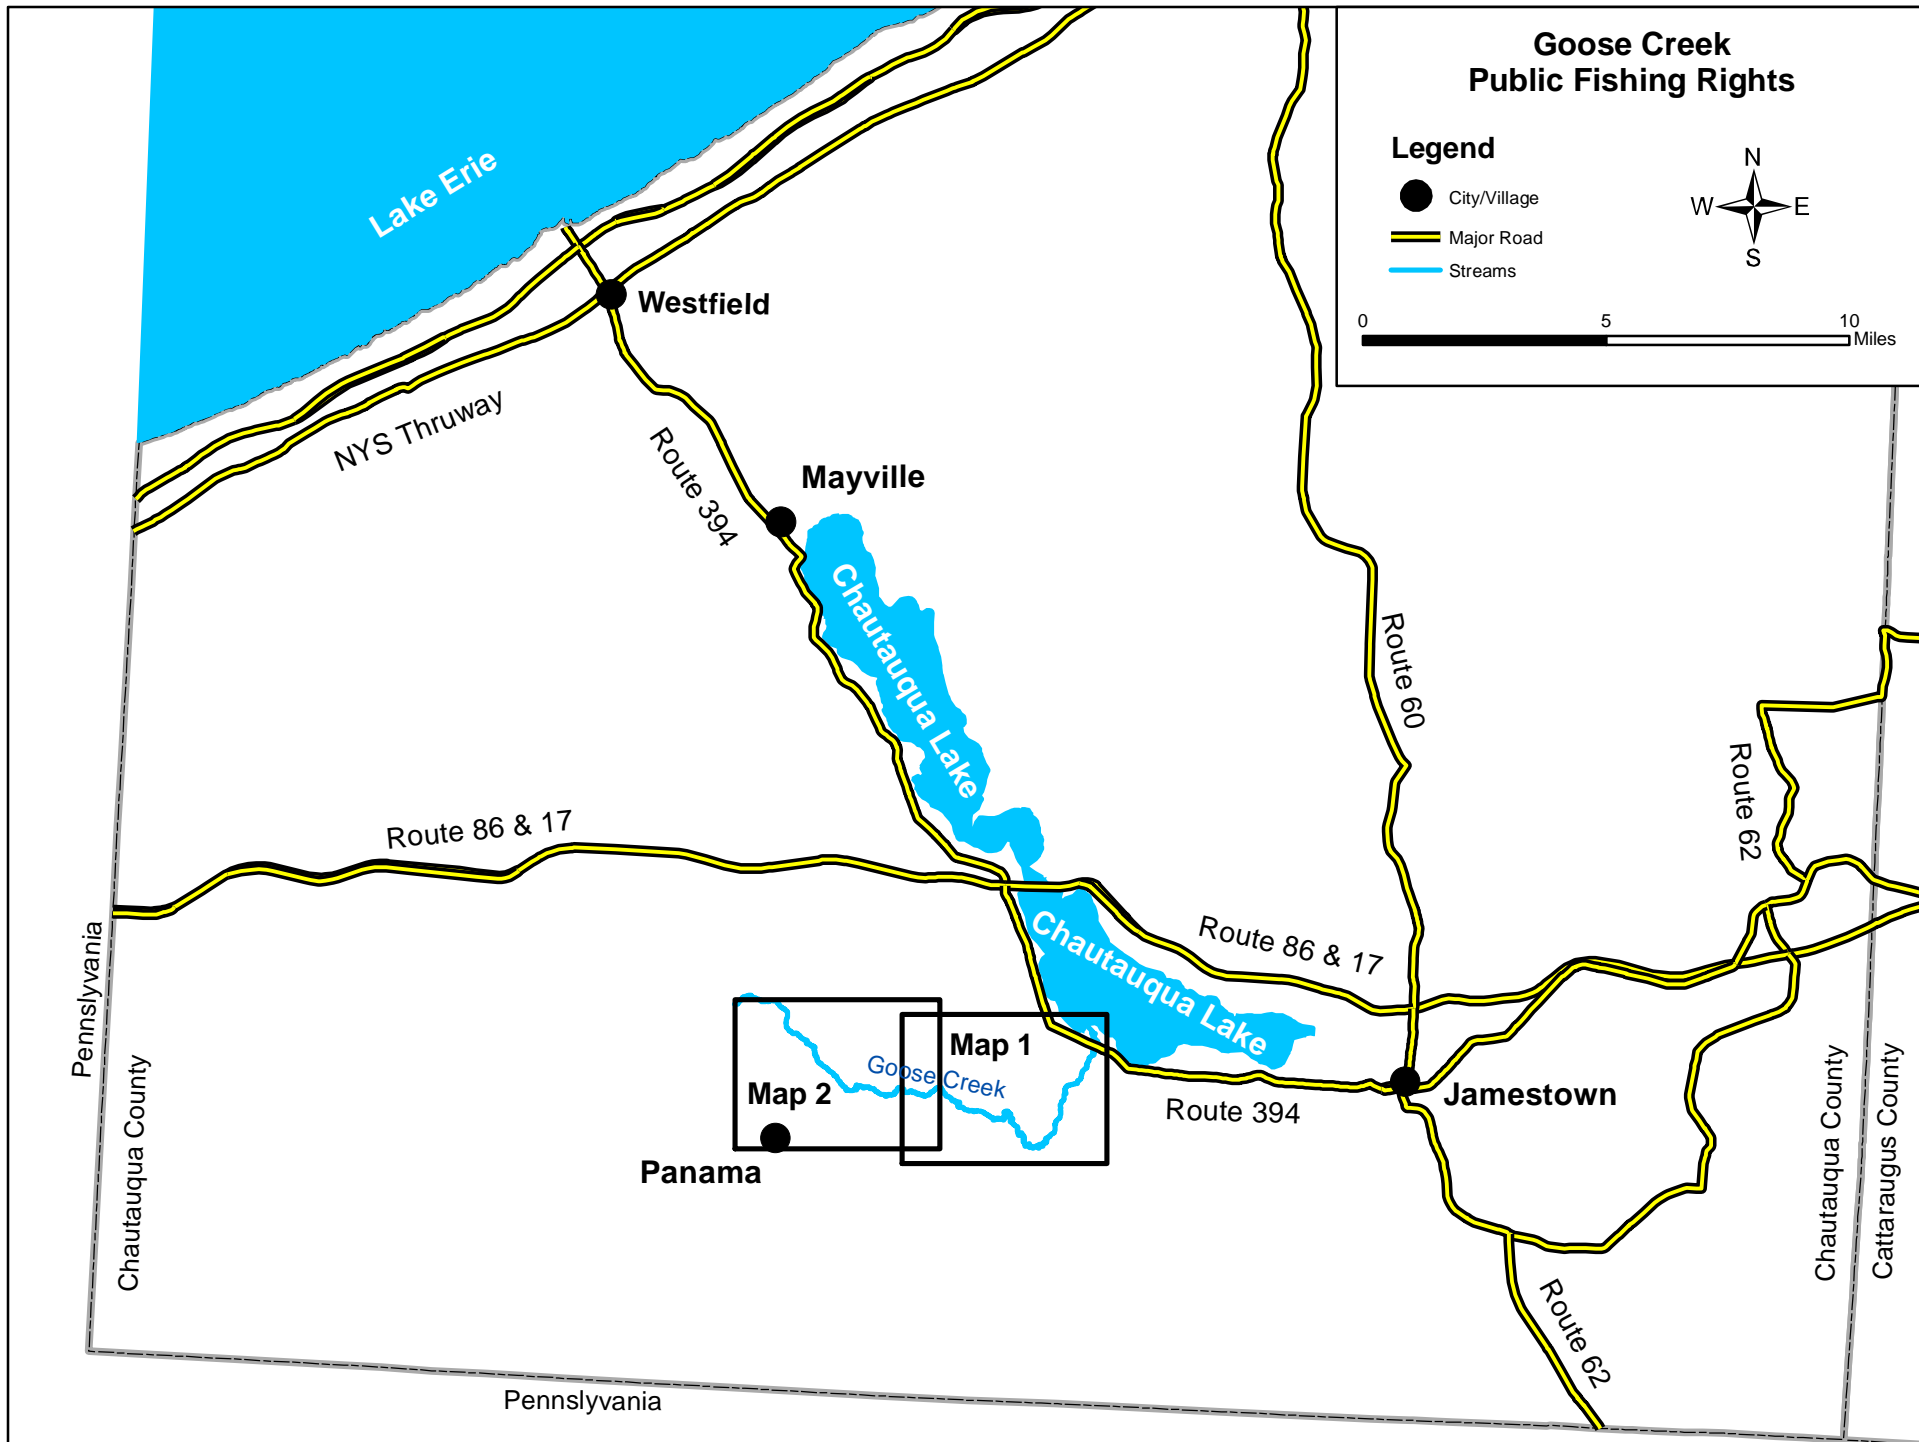 Goose Creek
Public Fishing Rights
Legend
City/Village
Major Road
Streams
N
W
E
S
0
5
10
Miles
Lake Erie
Westfield
NYS Thruway
Route 394
Mayville
Chautauqua Lake
Route 60
Route 62
Route 86 & 17
Chautauqua Lake
Route 86 & 17
Pennslyvania
Chautauqua County
Map 1
Goose Creek
Map 2
Panama
Route 394
Jamestown
Chautauqua County
Cattaraugus County
Route 62
Pennslyvania